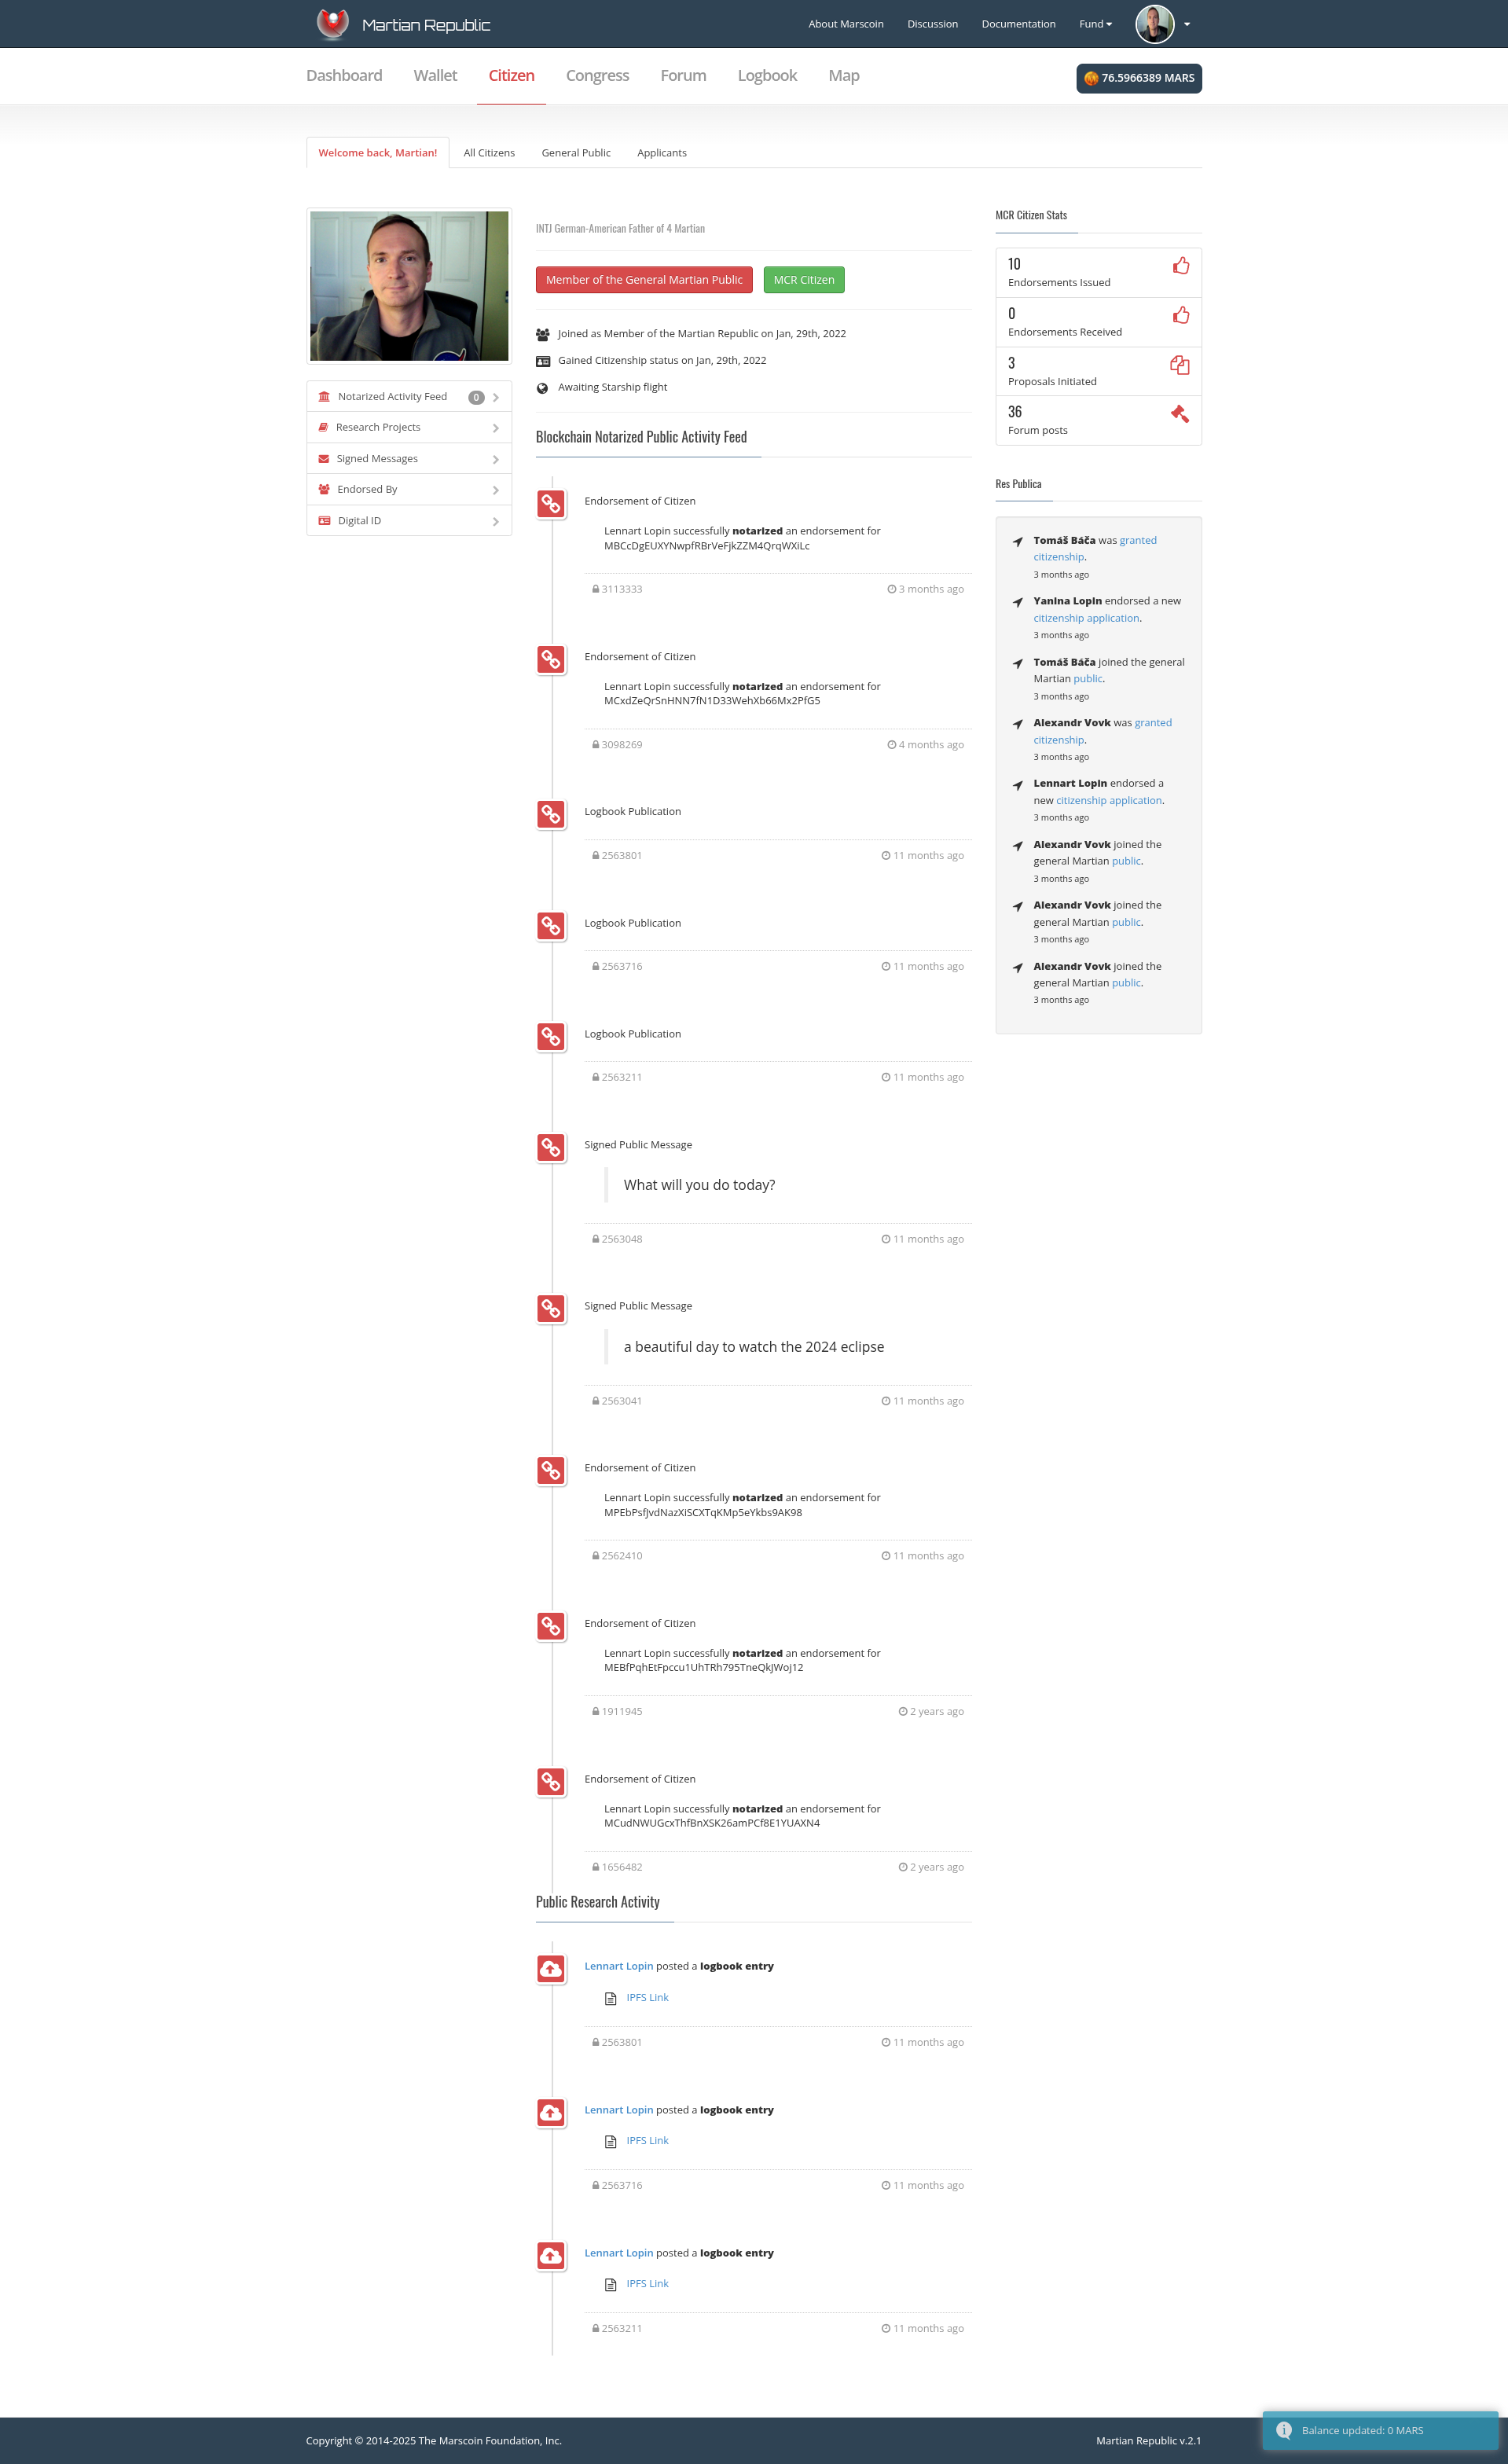 Martian Republic
About Marscoin
Discussion
Documentation
Fund
Dashboard
Wallet
Citizen
Congress
Forum
Logbook
Map
76.5966389 MARS
Welcome back, Martian!
All Citizens
General Public
Applicants
Notarized Activity Feed
0
Research Projects
Signed Messages
Endorsed By
Digital ID
INTJ German-American Father of 4 Martian
Member of the General Martian Public
MCR Citizen
Joined as Member of the Martian Republic on Jan, 29th, 2022
Gained Citizenship status on Jan, 29th, 2022
Awaiting Starship flight
Blockchain Notarized Public Activity Feed
Endorsement of Citizen
Lennart Lopin successfully notarized an endorsement for
MBCcDgEUXYNwpfRBrVeFjkZZM4QrqWXiLc
3113333
3 months ago
Endorsement of Citizen
Lennart Lopin successfully notarized an endorsement for
MCxdZeQrSnHNN7fN1D33WehXb66Mx2PfG5
3098269
4 months ago
Logbook Publication
2563801
11 months ago
Logbook Publication
2563716
11 months ago
Logbook Publication
2563211
11 months ago
Signed Public Message
What will you do today?
2563048
11 months ago
Signed Public Message
a beautiful day to watch the 2024 eclipse
2563041
11 months ago
Endorsement of Citizen
Lennart Lopin successfully notarized an endorsement for
MPEbPsfJvdNazXiSCXTqKMp5eYkbs9AK98
2562410
11 months ago
Endorsement of Citizen
Lennart Lopin successfully notarized an endorsement for
MEBfPqhEtFpccu1UhTRh795TneQkJWoj12
1911945
2 years ago
Endorsement of Citizen
Lennart Lopin successfully notarized an endorsement for
MCudNWUGcxThfBnXSK26amPCf8E1YUAXN4
1656482
2 years ago
Public Research Activity
Lennart Lopin posted a logbook entry
IPFS Link
2563801
11 months ago
Lennart Lopin posted a logbook entry
IPFS Link
2563716
11 months ago
Lennart Lopin posted a logbook entry
IPFS Link
2563211
11 months ago
MCR Citizen Stats
10
Endorsements Issued
0
Endorsements Received
3
Proposals Initiated
36
Forum posts
Res Publica
Tomáš Báča was granted
citizenship.
3 months ago
Yanina Lopin endorsed a new
citizenship application.
3 months ago
Tomáš Báča joined the general
Martian public.
3 months ago
Alexandr Vovk was granted
citizenship.
3 months ago
Lennart Lopin endorsed a
new citizenship application.
3 months ago
Alexandr Vovk joined the
general Martian public.
3 months ago
Alexandr Vovk joined the
general Martian public.
3 months ago
Alexandr Vovk joined the
general Martian public.
3 months ago
Copyright © 2014-2025 The Marscoin Foundation, Inc.
Martian Republic v.2.1
Balance updated: 0 MARS